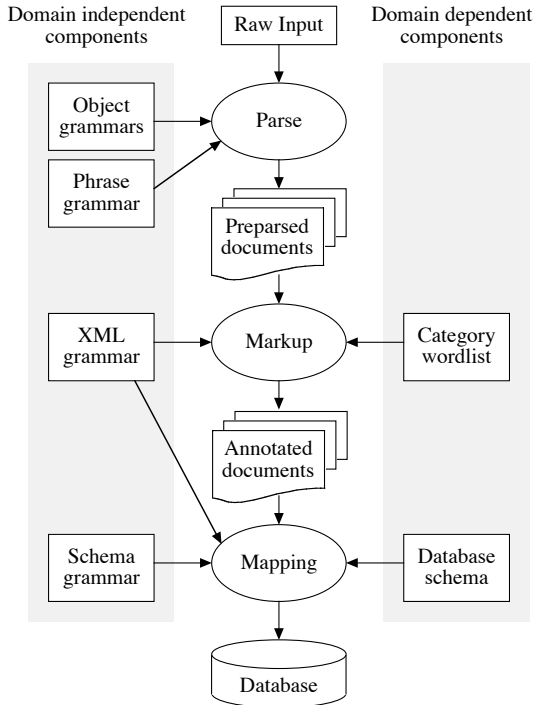 Domain independent
components
Raw Input
Domain dependent
components
Object
grammars
Parse
Phrase
grammar
Preparsed
documents
XML
grammar
Markup
Category
wordlist
Annotated
documents
Schema
grammar
Mapping
Database
schema
Database